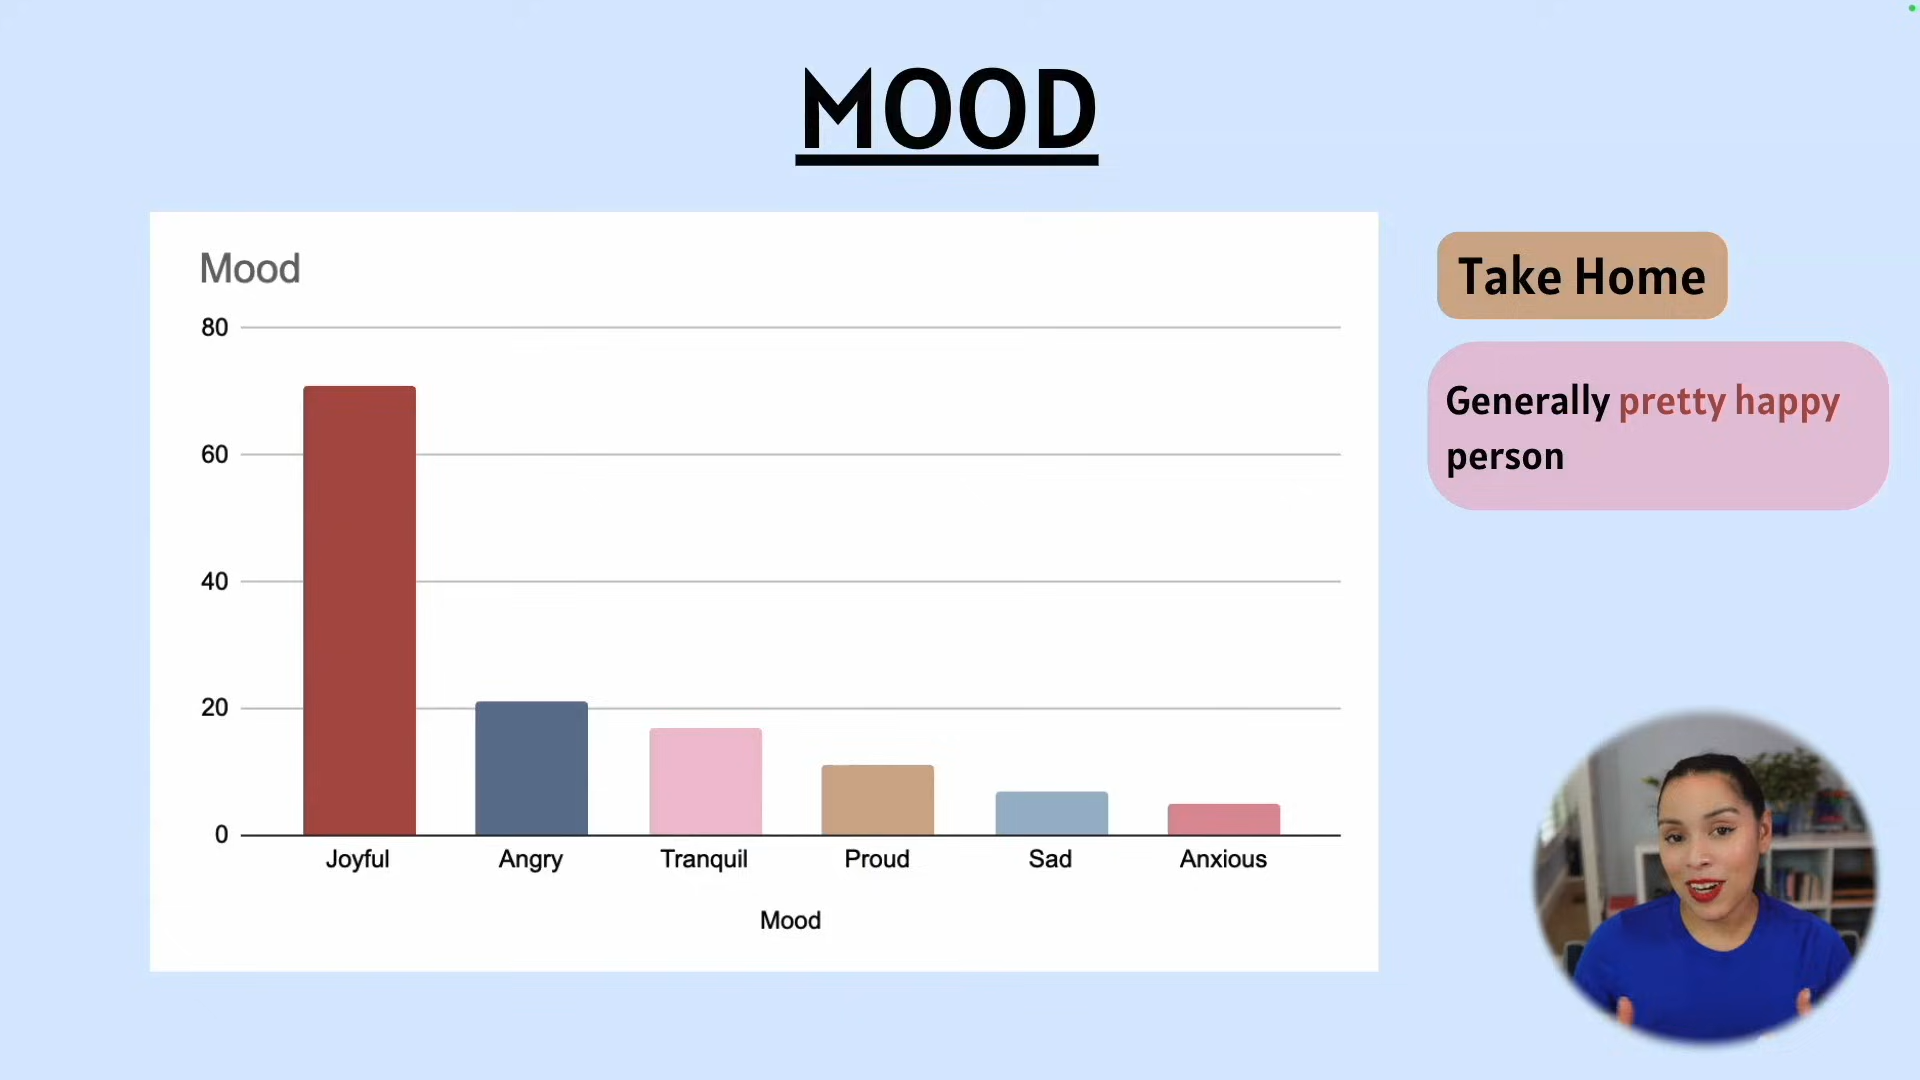 MOOD
Mood
80
60
40
20
0
Joyful
Angry
Tranquil
Proud
Sad
Anxious
Mood
Take Home
Generally pretty happy
person